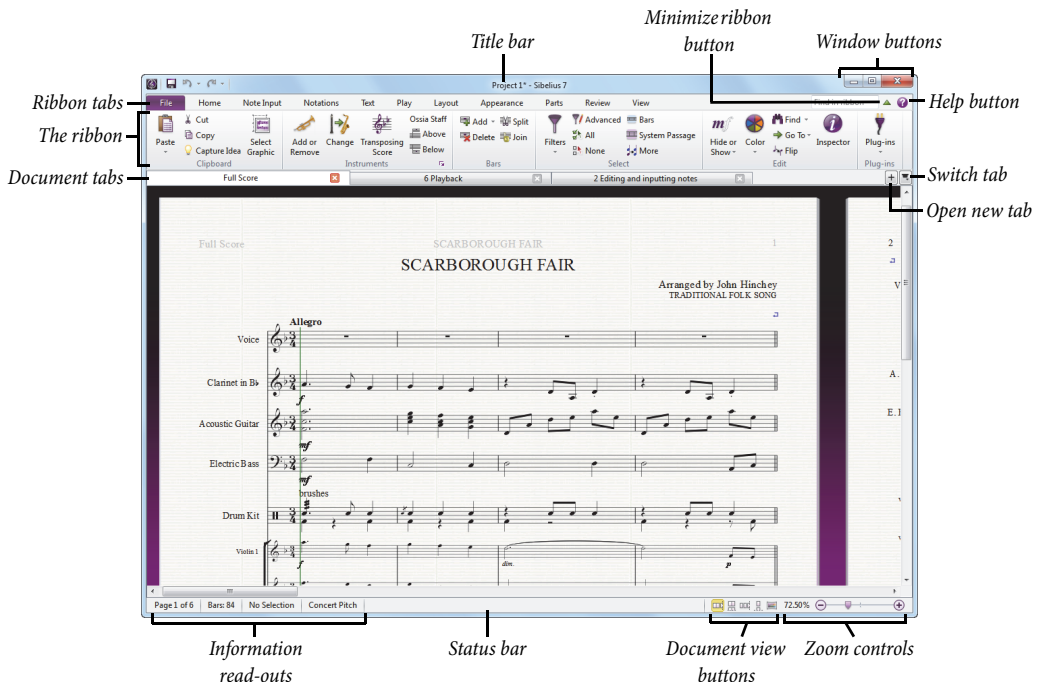 Minimize ribbon
button
Title bar
Window buttons
Project 1* - Sibelius 7
Ribbon tabs
File Home Note Input Notations Text Play Layout Appearance Parts Review View Find in ribbon
Help button
The ribbon
Paste
Cut
Copy
Capture Idea
Select
Graphic
Clipboard
Add or
Remove
Change
Transposing
Score
Ossia Staff
Above
Below
Instruments
Add Split
Delete Join
Bars
Filters
Advanced
All
None
Bars
System Passage
More
Select
Hide or
Show
Color
Find
Go To
Flip
Inspector
Edit
Plug-ins
Plug-ins
Document tabs
Full Score 6 Playback 2 Editing and inputting notes
Switch tab
Open new tab
Full Score SCARBOROUGH FAIR 1
2
SCARBOROUGH FAIR
Arranged by John Hinchey
TRADITIONAL FOLK SONG
V
Allegro
Voice
Clarinet in B♭
f
A.
Acoustic Guitar
mf
Electric Bass
mf
brushes
Drum Kit
Violin 1
f dim. p
Page 1 of 6 Bars: 84 No Selection Concert Pitch 72.50%
Information
read-outs
Status bar
Document view
buttons
Zoom controls